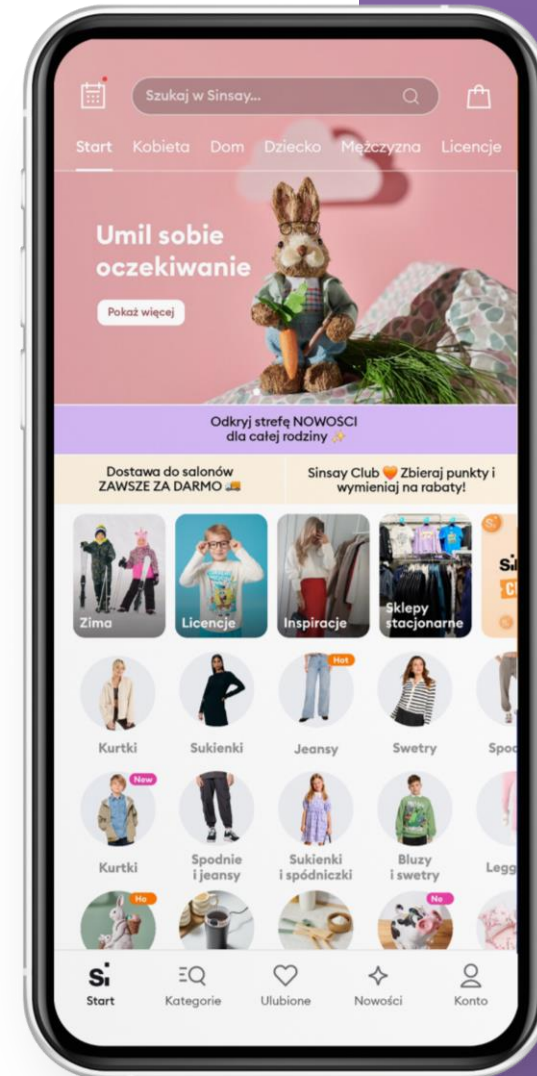 Szukaj w Sinsay...
Start Kobieta Dom Dziecko Mężczyzna Licencje
Umil sobie
oczekiwanie
Pokaż więcej
Odkryj strefę NOWOŚCI
dla całej rodziny ✨
Dostawa do salonów
ZAWSZE ZA DARMO 🚚
Sinsay Club 🧡 Zbieraj punkty i
wymieniaj na rabaty!
Zima
Licencje
Inspiracje
Sklepy
stacjonarne
Hot
Kurtki
Sukienki
Jeansy
Swetry
New
Kurtki
Spodnie
i jeansy
Sukienki
i spódniczki
Bluzy
i swetry
Legg
Si
Start
Kategorie
Ulubione
Nowości
Konto